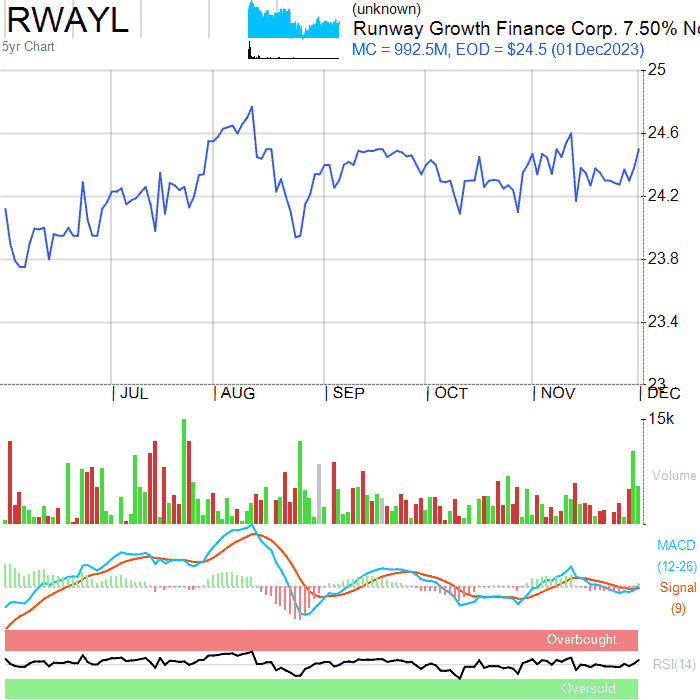 RWAYL
(unknown)
Runway Growth Finance Corp. 7.50% No
5yr Chart
MC = 992.5M, EOD = $24.5 (01Dec2023)
25
24.6
24.2
23.8
23.4
23
JUL AUG SEP OCT NOV DEC
15k
Volume
MACD
(12-26)
Signal
(9)
Overbought
RSI(14)
Oversold